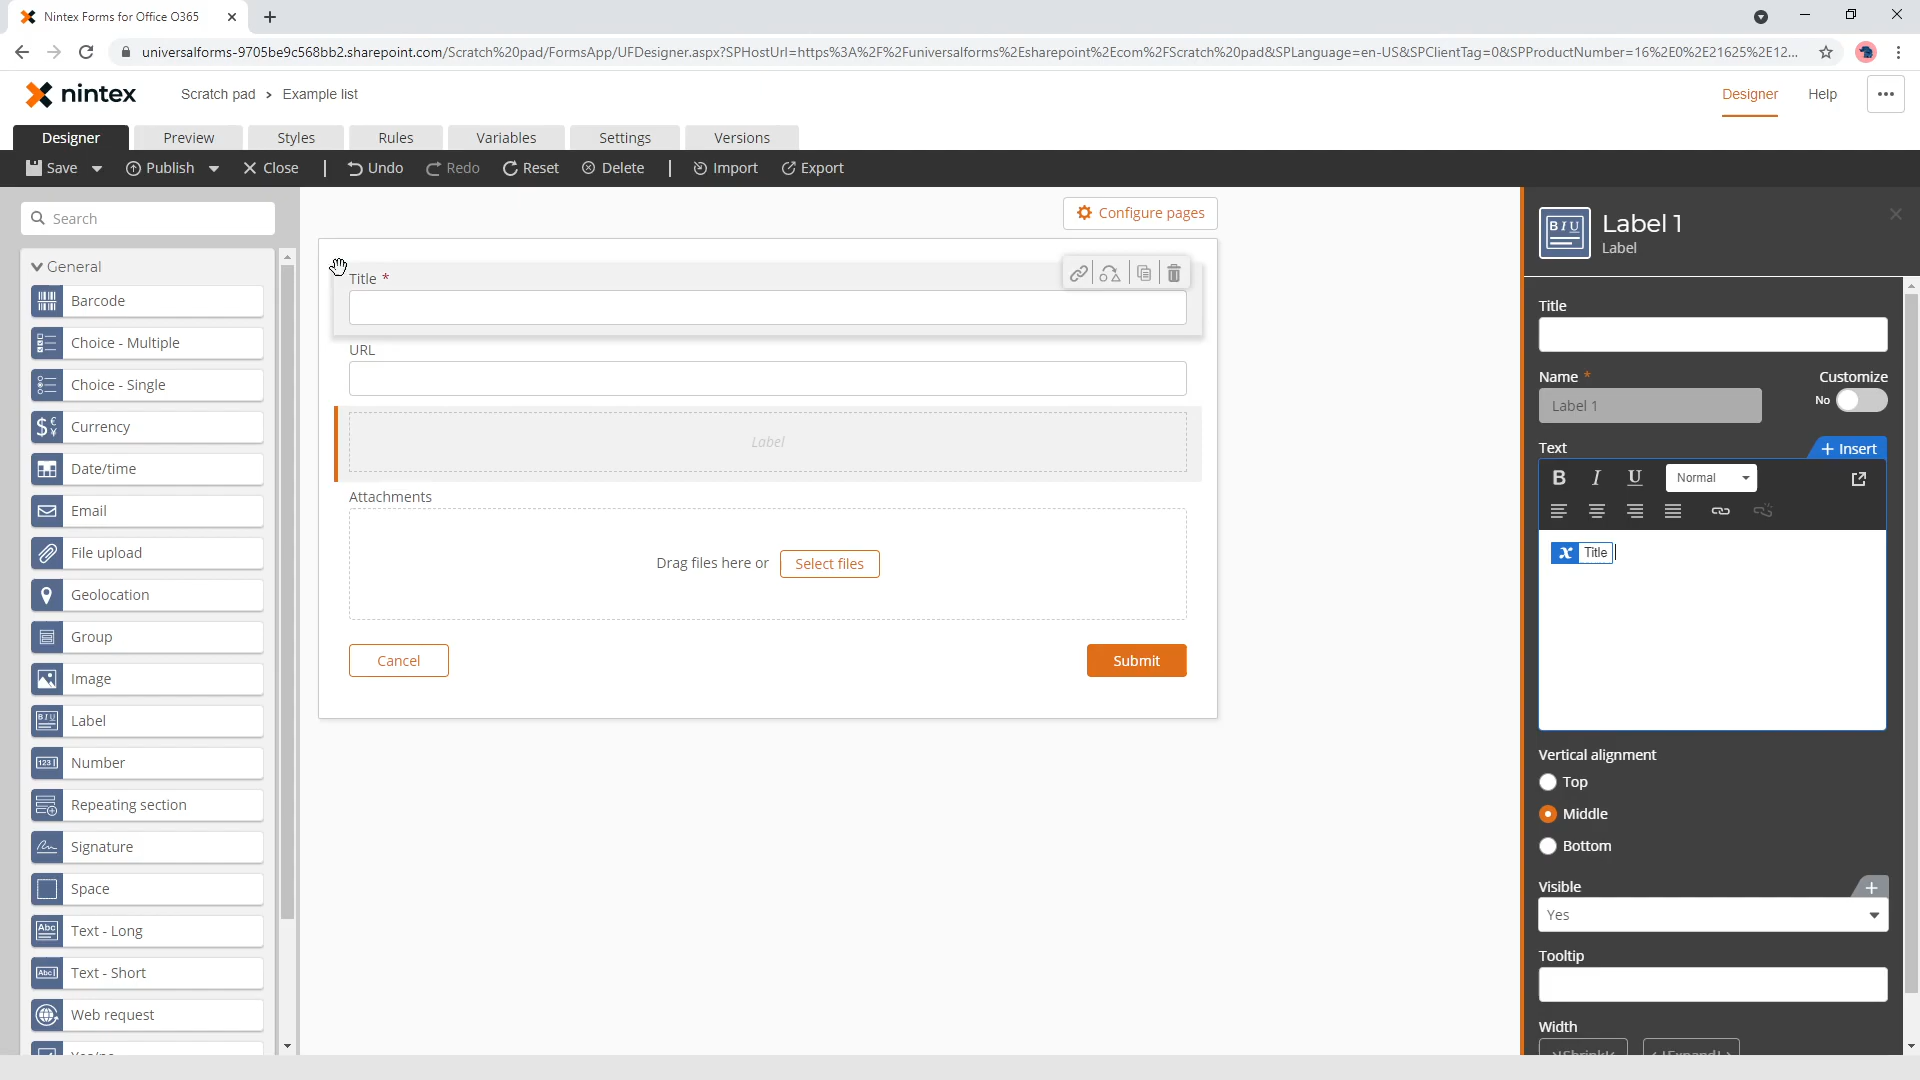 Nintex Forms for Office O365
universalforms-9705be9c568bb2.sharepoint.com/Scratch%20pad/FormsApp/UFDesigner.aspx?SPHostUrl=https%3A%2F%2Funiversalforms%2Esharepoint%2Ecom%2FScratch%20pad&SPLanguage=en-US&SPClientTag=0&SPProductNumber=16%2E0%2E21625%2E12...
nintex
Scratch pad > Example list
Designer
Help
Designer
Preview
Styles
Rules
Variables
Settings
Versions
Save
Publish
Close
Undo
Redo
Reset
Delete
Import
Export
Search
General
Barcode
Choice - Multiple
Choice - Single
Currency
Date/time
Email
File upload
Geolocation
Group
Image
Label
Number
Repeating section
Signature
Space
Text - Long
Text - Short
Web request
Configure pages
Title *
URL
Label
Attachments
Drag files here or
Select files
Cancel
Submit
BIU
Label 1
Label
Title
Name *
Customize
Label 1
No
Text
+ Insert
B I U
Normal
x Title
Vertical alignment
Top
Middle
Bottom
Visible
Yes
Tooltip
Width